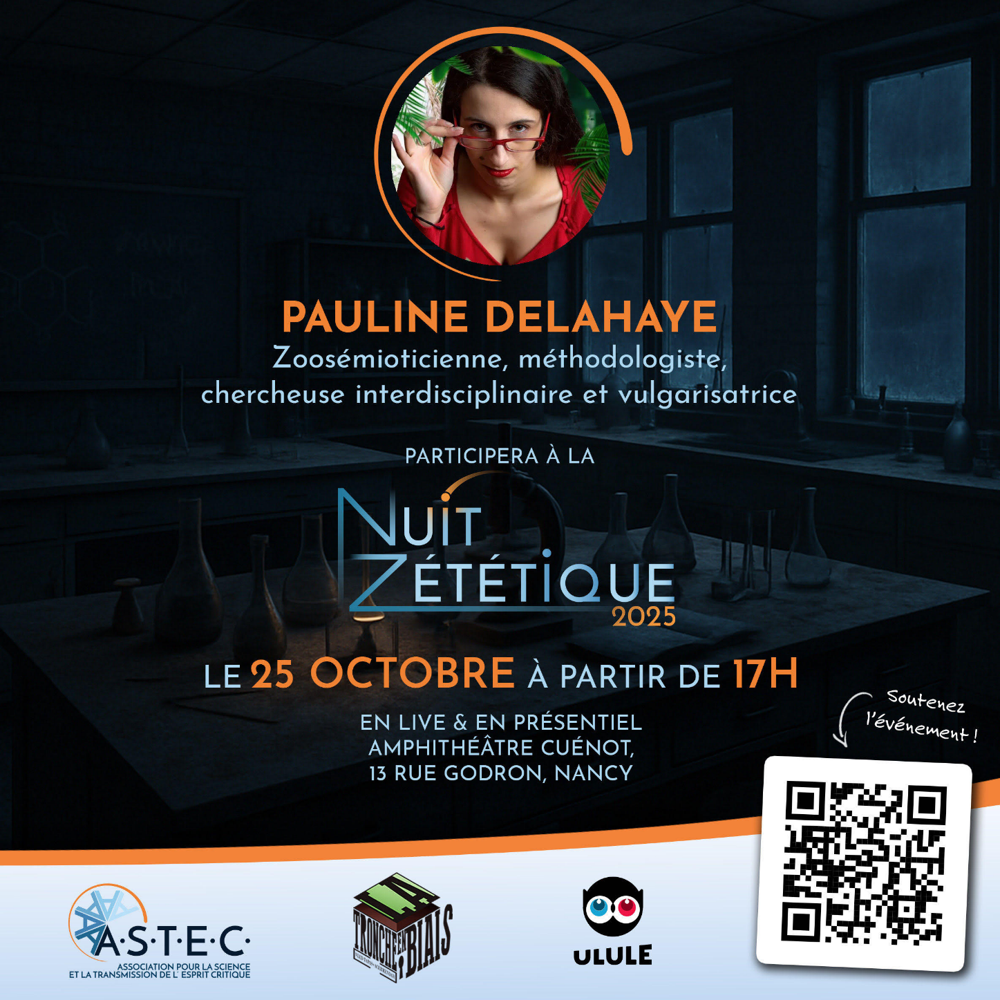 PAULINE DELAHAYE
Zoosémioticienne, méthodologiste,
chercheuse interdisciplinaire et vulgarisatrice
PARTICIPERA À LA
NUIT
ZÉTÉTIQUE
2025
LE 25 OCTOBRE À PARTIR DE 17H
EN LIVE & EN PRÉSENTIEL
AMPHITHÉÂTRE CUÉNOT,
13 RUE GODRON, NANCY
Soutenez
l'événement !
A·S·T·E·C·
ASSOCIATION POUR LA SCIENCE
ET LA TRANSMISSION DE L' ESPRIT CRITIQUE
TRONCHE EN BIAIS
ULULE